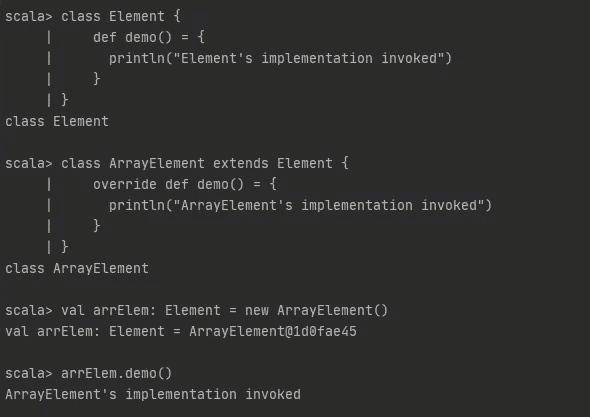 scala> class Element {
     |     def demo() = {
     |       println("Element's implementation invoked")
     |     }
     | }
class Element

scala> class ArrayElement extends Element {
     |     override def demo() = {
     |       println("ArrayElement's implementation invoked")
     |     }
     | }
class ArrayElement

scala> val arrElem: Element = new ArrayElement()
val arrElem: Element = ArrayElement@1d0fae45

scala> arrElem.demo()
ArrayElement's implementation invoked